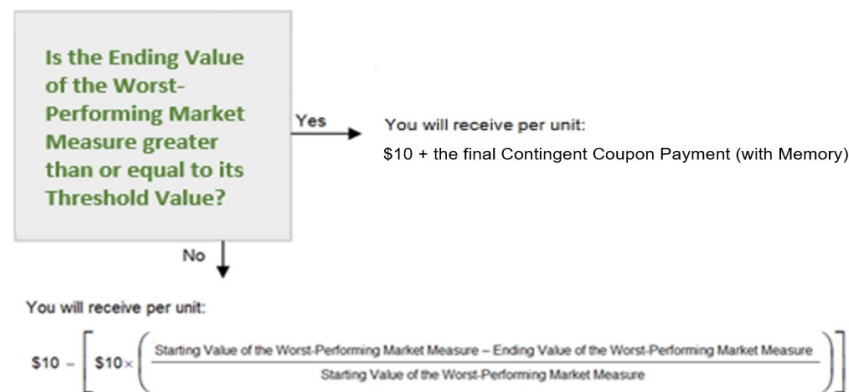 Is the Ending Value
of the Worst-
Performing Market
Measure greater
than or equal to its
Threshold Value?
Yes
You will receive per unit:
$10 + the final Contingent Coupon Payment (with Memory)
No
You will receive per unit:
$10 – [ $10 × ( Starting Value of the Worst-Performing Market Measure – Ending Value of the Worst-Performing Market Measure
Starting Value of the Worst-Performing Market Measure ) ]